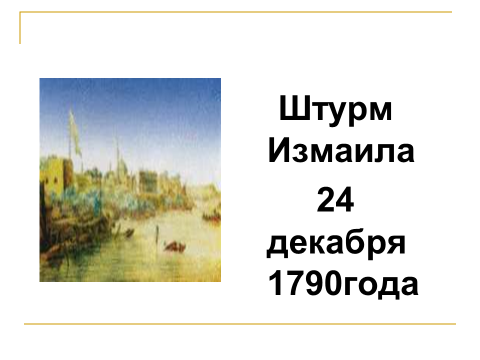 Штурм
Измаила
24
декабря
1790года